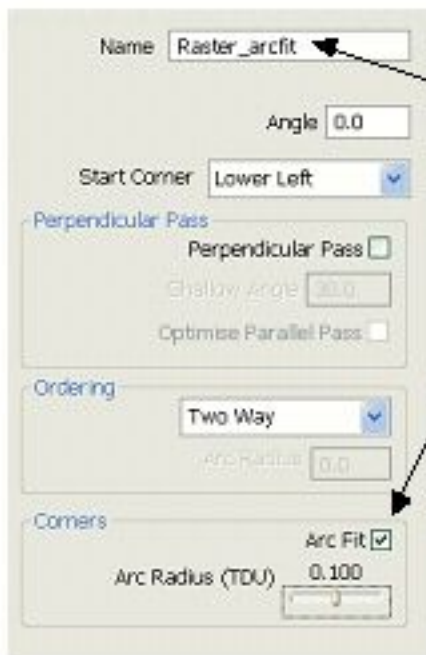 Name Raster_arcfit
Angle 0.0
Start Corner Lower Left
Perpendicular Pass
Perpendicular Pass
Shallow Angle 30.0
Optimise Parallel Pass
Ordering
Two Way
Arc Radius 0.0
Corners
Arc Fit
Arc Radius (TDU) 0.100